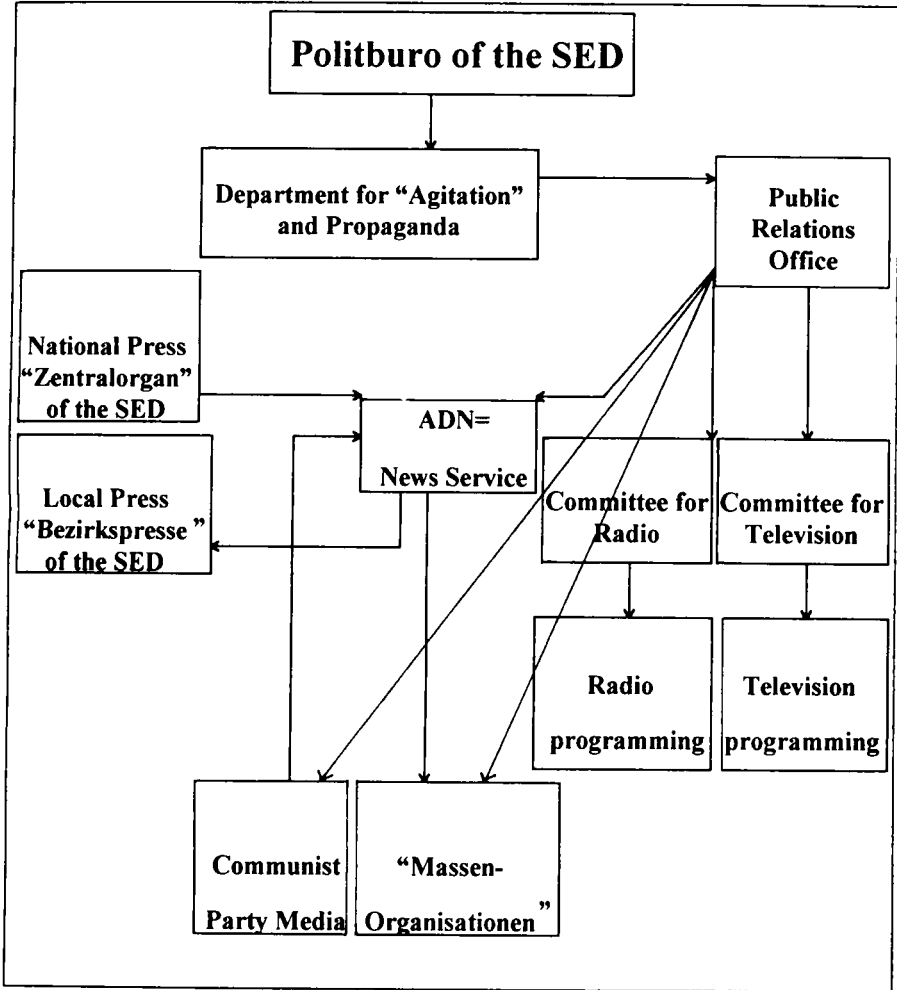 Politburo of the SED
Department for “Agitation”
and Propaganda
Public
Relations
Office
National Press
“Zentralorgan”
of the SED
ADN=
News Service
Local Press
“Bezirkspresse”
of the SED
Committee for
Radio
Committee for
Television
Radio
programming
Television
programming
Communist
Party Media
“Massen-
Organisationen”